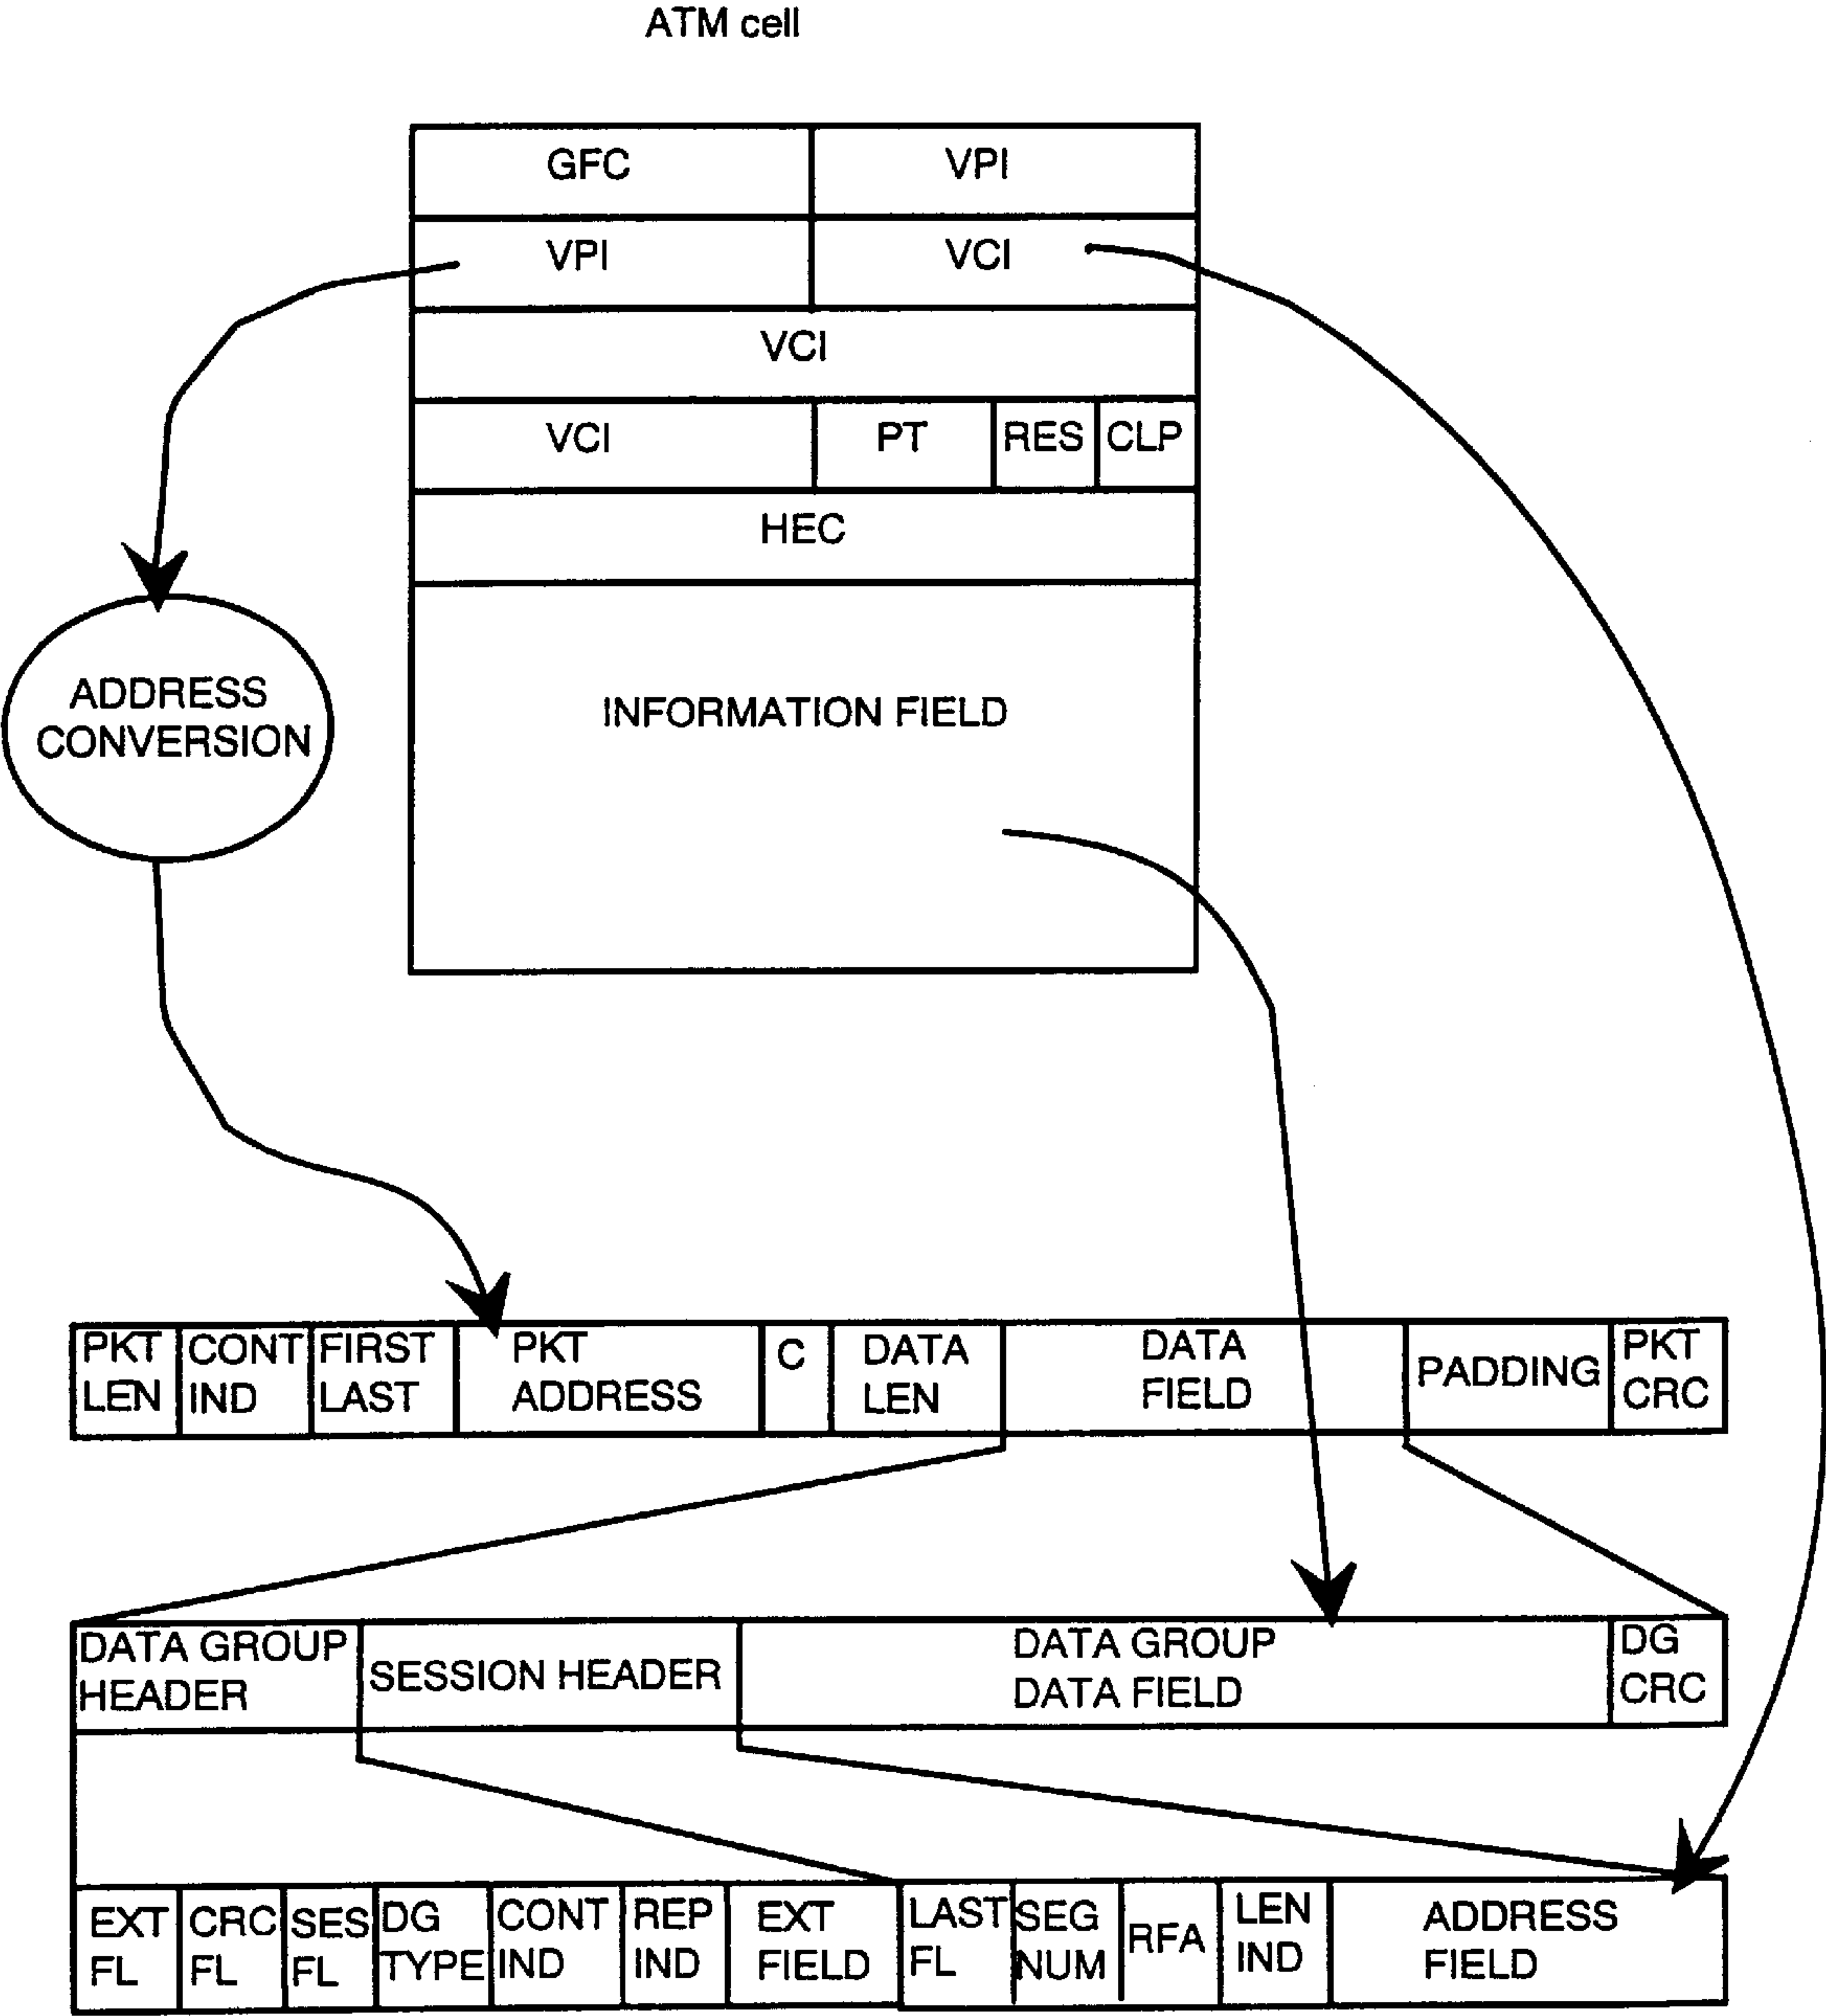 ATM cell
GFC VPI
VPI VCI
VCI
VCI PT RES CLP
HEC
INFORMATION FIELD
ADDRESS
CONVERSION
PKT
LEN
CONT
IND
FIRST
LAST
PKT
ADDRESS
C
DATA
LEN
DATA
FIELD
PADDING
PKT
CRC
DATA GROUP
HEADER
SESSION HEADER
DATA GROUP
DATA FIELD
DG
CRC
EXT
FL
CRC
FL
SES
FL
DG
TYPE
CONT
IND
REP
IND
EXT
FIELD
LAST
FL
SEG
NUM
RFA
LEN
IND
ADDRESS
FIELD